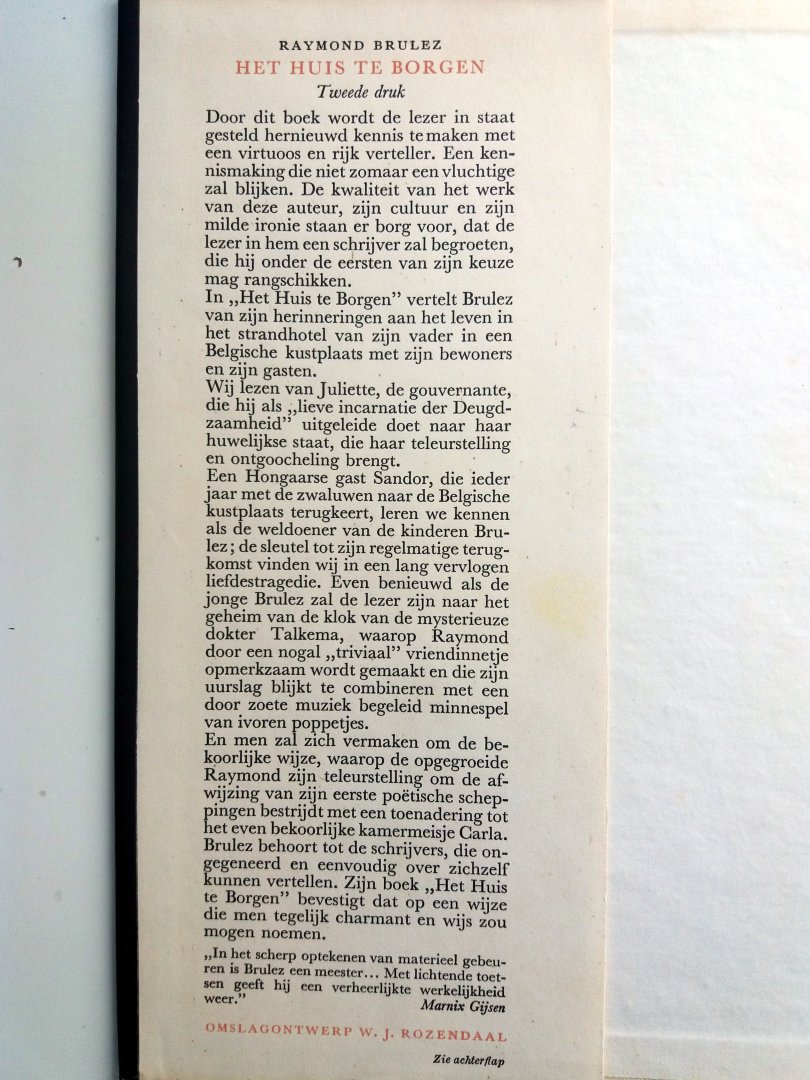 RAYMOND BRULEZ
HET HUIS TE BORGEN
Tweede druk
Door dit boek wordt de lezer in staat
gesteld hernieuwd kennis te maken met
een virtuoos en rijk verteller. Een ken-
nismaking die niet zomaar een vluchtige
zal blijken. De kwaliteit van het werk
van deze auteur, zijn cultuur en zijn
milde ironie staan er borg voor, dat de
lezer in hem een schrijver zal begroeten,
die hij onder de eersten van zijn keuze
mag rangschikken.
In „Het Huis te Borgen” vertelt Brulez
van zijn herinneringen aan het leven in
het strandhotel van zijn vader in een
Belgische kustplaats met zijn bewoners
en zijn gasten.
Wij lezen van Juliette, de gouvernante,
die hij als „lieve incarnatie der Deugd-
zaamheid” uitgeleide doet naar haar
huwelijkse staat, die haar teleurstelling
en ontgoocheling brengt.
Een Hongaarse gast Sandor, die ieder
jaar met de zwaluwen naar de Belgische
kustplaats terugkeert, leren we kennen
als de weldoener van de kinderen Bru-
lez; de sleutel tot zijn regelmatige terug-
komst vinden wij in een lang vervlogen
liefdestragedie. Even benieuwd als de
jonge Brulez zal de lezer zijn naar het
geheim van de klok van de mysterieuze
dokter Talkema, waarop Raymond
door een nogal „triviaal” vriendinnetje
opmerkzaam wordt gemaakt en die zijn
uurslag blijkt te combineren met een
door zoete muziek begeleid minnespel
van ivoren poppetjes.
En men zal zich vermaken om de be-
koorlijke wijze, waarop de opgegroeide
Raymond zijn teleurstelling om de af-
wijzing van zijn eerste poëtische schep-
pingen bestrijdt met een toenadering tot
het even bekoorlijke kamermeisje Carla.
Brulez behoort tot de schrijvers, die on-
gegeneerd en eenvoudig over zichzelf
kunnen vertellen. Zijn boek „Het Huis
te Borgen” bevestigt dat op een wijze
die men tegelijk charmant en wijs zou
mogen noemen.
„In het scherp optekenen van materieel gebeu-
ren is Brulez een meester... Met lichtende toet-
sen geeft hij een verheerlijkte werkelijkheid
weer.” Marnix Gijsen
OMSLAGONTWERP W. J. ROZENDAAL
Zie achterflap